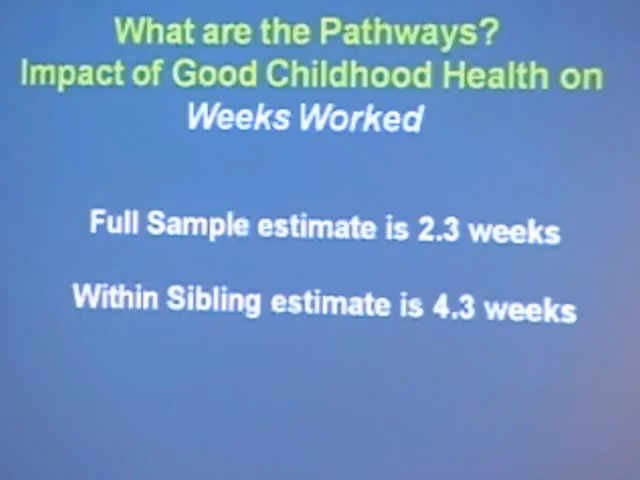 What are the Pathways?
Impact of Good Childhood Health on
Weeks Worked
Full Sample estimate is 2.3 weeks
Within Sibling estimate is 4.3 weeks